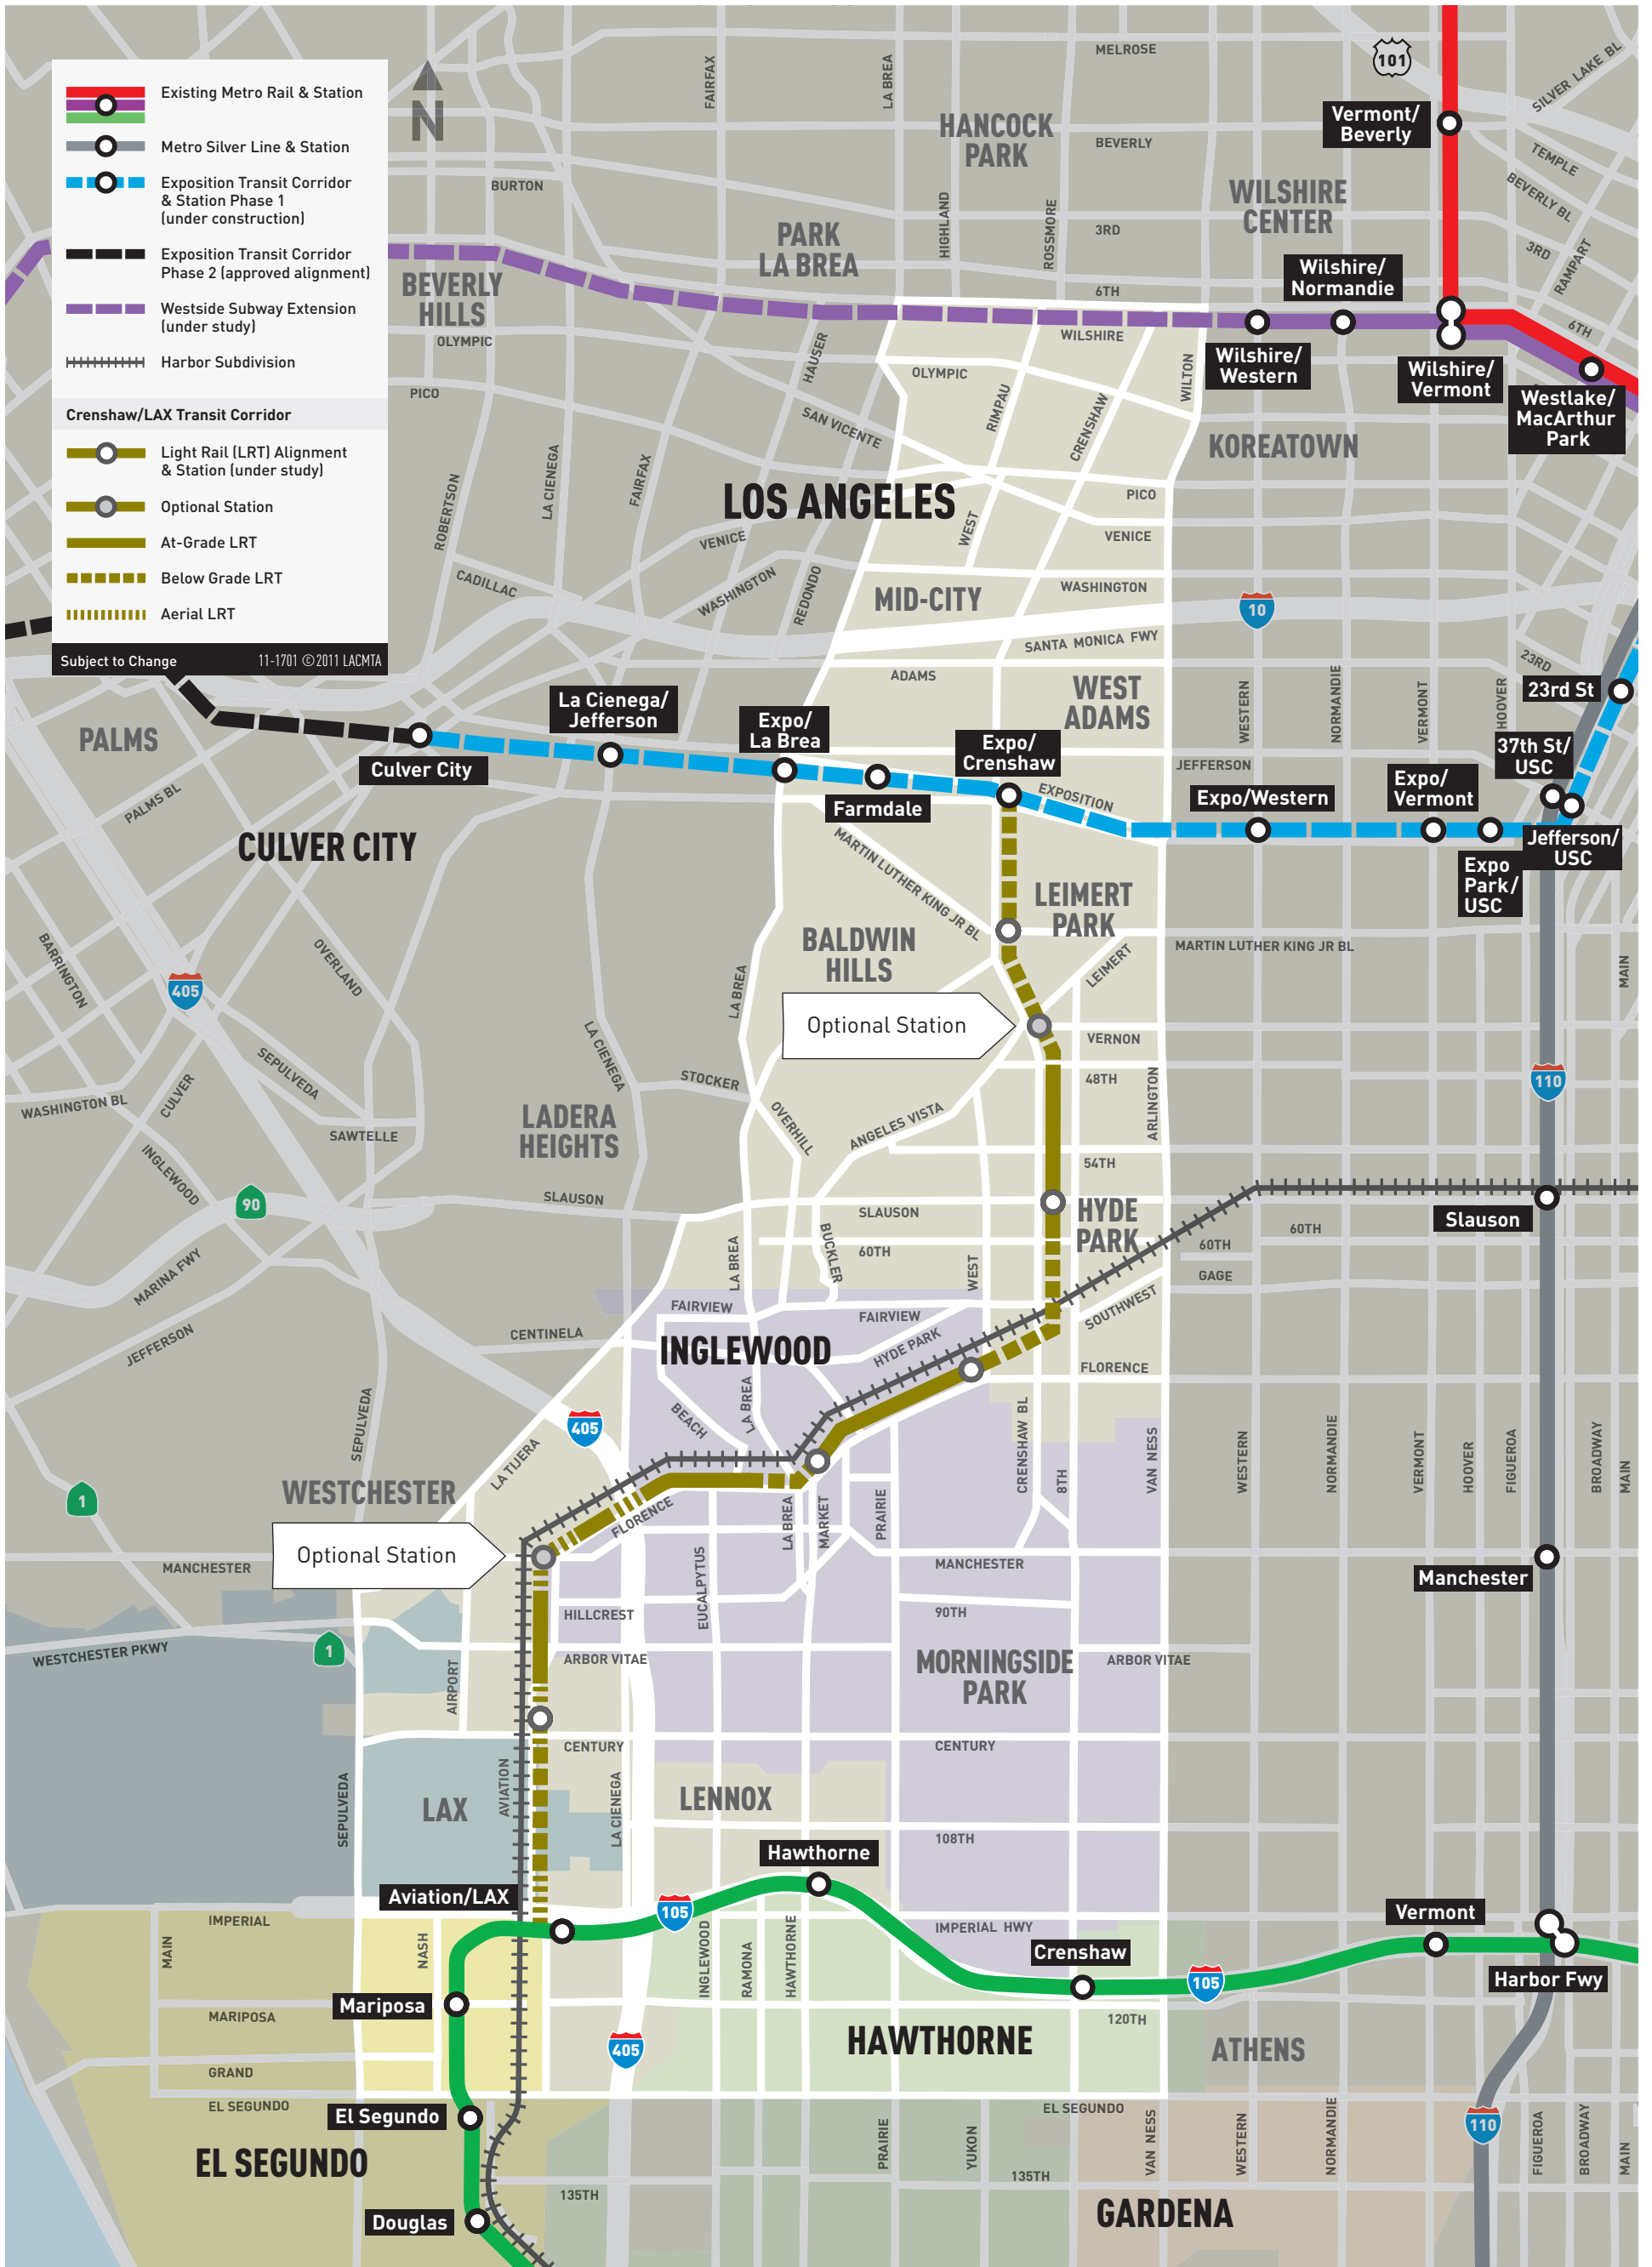 Existing Metro Rail & Station
Metro Silver Line & Station
Exposition Transit Corridor
& Station Phase 1
(under construction)
Exposition Transit Corridor
Phase 2 (approved alignment)
Westside Subway Extension
(under study)
Harbor Subdivision
Crenshaw/LAX Transit Corridor
Light Rail (LRT) Alignment
& Station (under study)
Optional Station
At-Grade LRT
Below Grade LRT
Aerial LRT
Subject to Change
11-1701 ©2011 LACMTA
N
MELROSE
101
SILVER LAKE BL
FAIRFAX
LA BREA
HANCOCK
PARK
Vermont/
Beverly
BEVERLY
TEMPLE
BEVERLY BL
BURTON
WILSHIRE
CENTER
HIGHLAND
ROSSMORE
3RD
3RD
RAMPART
PARK
LA BREA
BEVERLY
HILLS
6TH
Wilshire/
Normandie
6TH
OLYMPIC
WILSHIRE
HAUSER
Wilshire/
Western
Wilshire/
Vermont
Westlake/
MacArthur
Park
OLYMPIC
WILTON
PICO
RIMPAU
CRENSHAW
SAN VICENTE
KOREATOWN
ROBERTSON
LA CIENEGA
FAIRFAX
LOS ANGELES
PICO
WEST
VENICE
VENICE
CADILLAC
WASHINGTON
REDONDO
MID-CITY
WASHINGTON
10
SANTA MONICA FWY
ADAMS
23RD
23rd St
WEST
ADAMS
WESTERN
NORMANDIE
VERMONT
HOOVER
La Cienega/
Jefferson
Expo/
La Brea
Expo/
Crenshaw
37th St/
USC
PALMS
Culver City
JEFFERSON
PALMS BL
Farmdale
EXPOSITION
Expo/Western
Expo/
Vermont
Jefferson/
USC
Expo
Park/
USC
CULVER CITY
MARTIN LUTHER KING JR BL
LEIMERT
PARK
BALDWIN
HILLS
MARTIN LUTHER KING JR BL
BARRINGTON
OVERLAND
405
LA BREA
LEIMERT
MAIN
Optional Station
VERNON
LA CIENEGA
SEPULVEDA
STOCKER
48TH
ARLINGTON
110
WASHINGTON BL
CULVER
SAWTELLE
LADERA
HEIGHTS
OVERHILL
ANGELES VISTA
54TH
INGLEWOOD
90
SLAUSON
SLAUSON
HYDE
PARK
Slauson
60TH
60TH
60TH
BUCKLER
LA BREA
WEST
GAGE
MARINA FWY
JEFFERSON
FAIRVIEW
FAIRVIEW
SOUTHWEST
CENTINELA
INGLEWOOD
HYDE PARK
FLORENCE
SEPULVEDA
405
BEACH
LA BREA
CRENSHAW BL
8TH
VAN NESS
WESTERN
NORMANDIE
VERMONT
HOOVER
FIGUEROA
BROADWAY
MAIN
LA TIJERA
WESTCHESTER
1
FLORENCE
LA BREA
MARKET
PRAIRIE
Optional Station
MANCHESTER
MANCHESTER
Manchester
EUCALPYTUS
HILLCREST
90TH
WESTCHESTER PKWY
1
ARBOR VITAE
ARBOR VITAE
MORNINGSIDE
PARK
AIRPORT
CENTURY
CENTURY
SEPULVEDA
AVIATION
LA CIENEGA
LAX
LENNOX
108TH
Hawthorne
Aviation/LAX
105
IMPERIAL
IMPERIAL HWY
Vermont
MAIN
NASH
INGLEWOOD
RAMONA
HAWTHORNE
Crenshaw
105
Harbor Fwy
Mariposa
MARIPOSA
120TH
405
HAWTHORNE
ATHENS
GRAND
EL SEGUNDO
EL SEGUNDO
El Segundo
110
PRAIRIE
YUKON
VAN NESS
WESTERN
NORMANDIE
FIGUEROA
BROADWAY
MAIN
EL SEGUNDO
135TH
135TH
Douglas
GARDENA